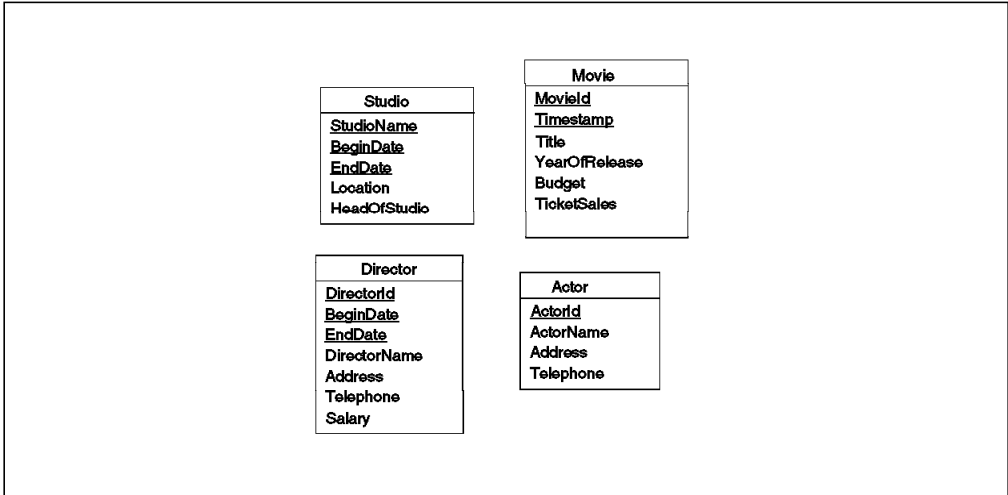 Studio
StudioName
BeginDate
EndDate
Location
HeadOfStudio
Movie
MovieId
Timestamp
Title
YearOfRelease
Budget
TicketSales
Director
DirectorId
BeginDate
EndDate
DirectorName
Address
Telephone
Salary
Actor
ActorId
ActorName
Address
Telephone